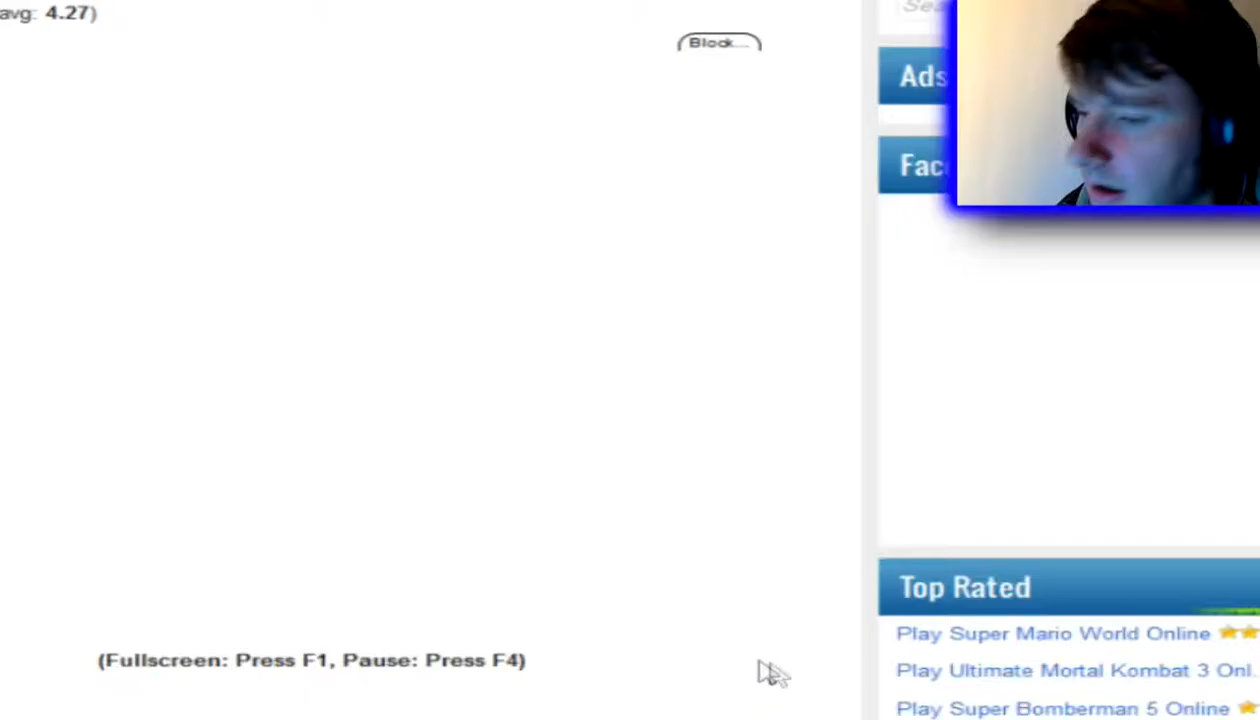 avg: 4.27)
Block...
Sea
Ads
Fac
(Fullscreen: Press F1, Pause: Press F4)
Top Rated
Play Super Mario World Online
Play Ultimate Mortal Kombat 3 Onl...
Play Super Bomberman 5 Online